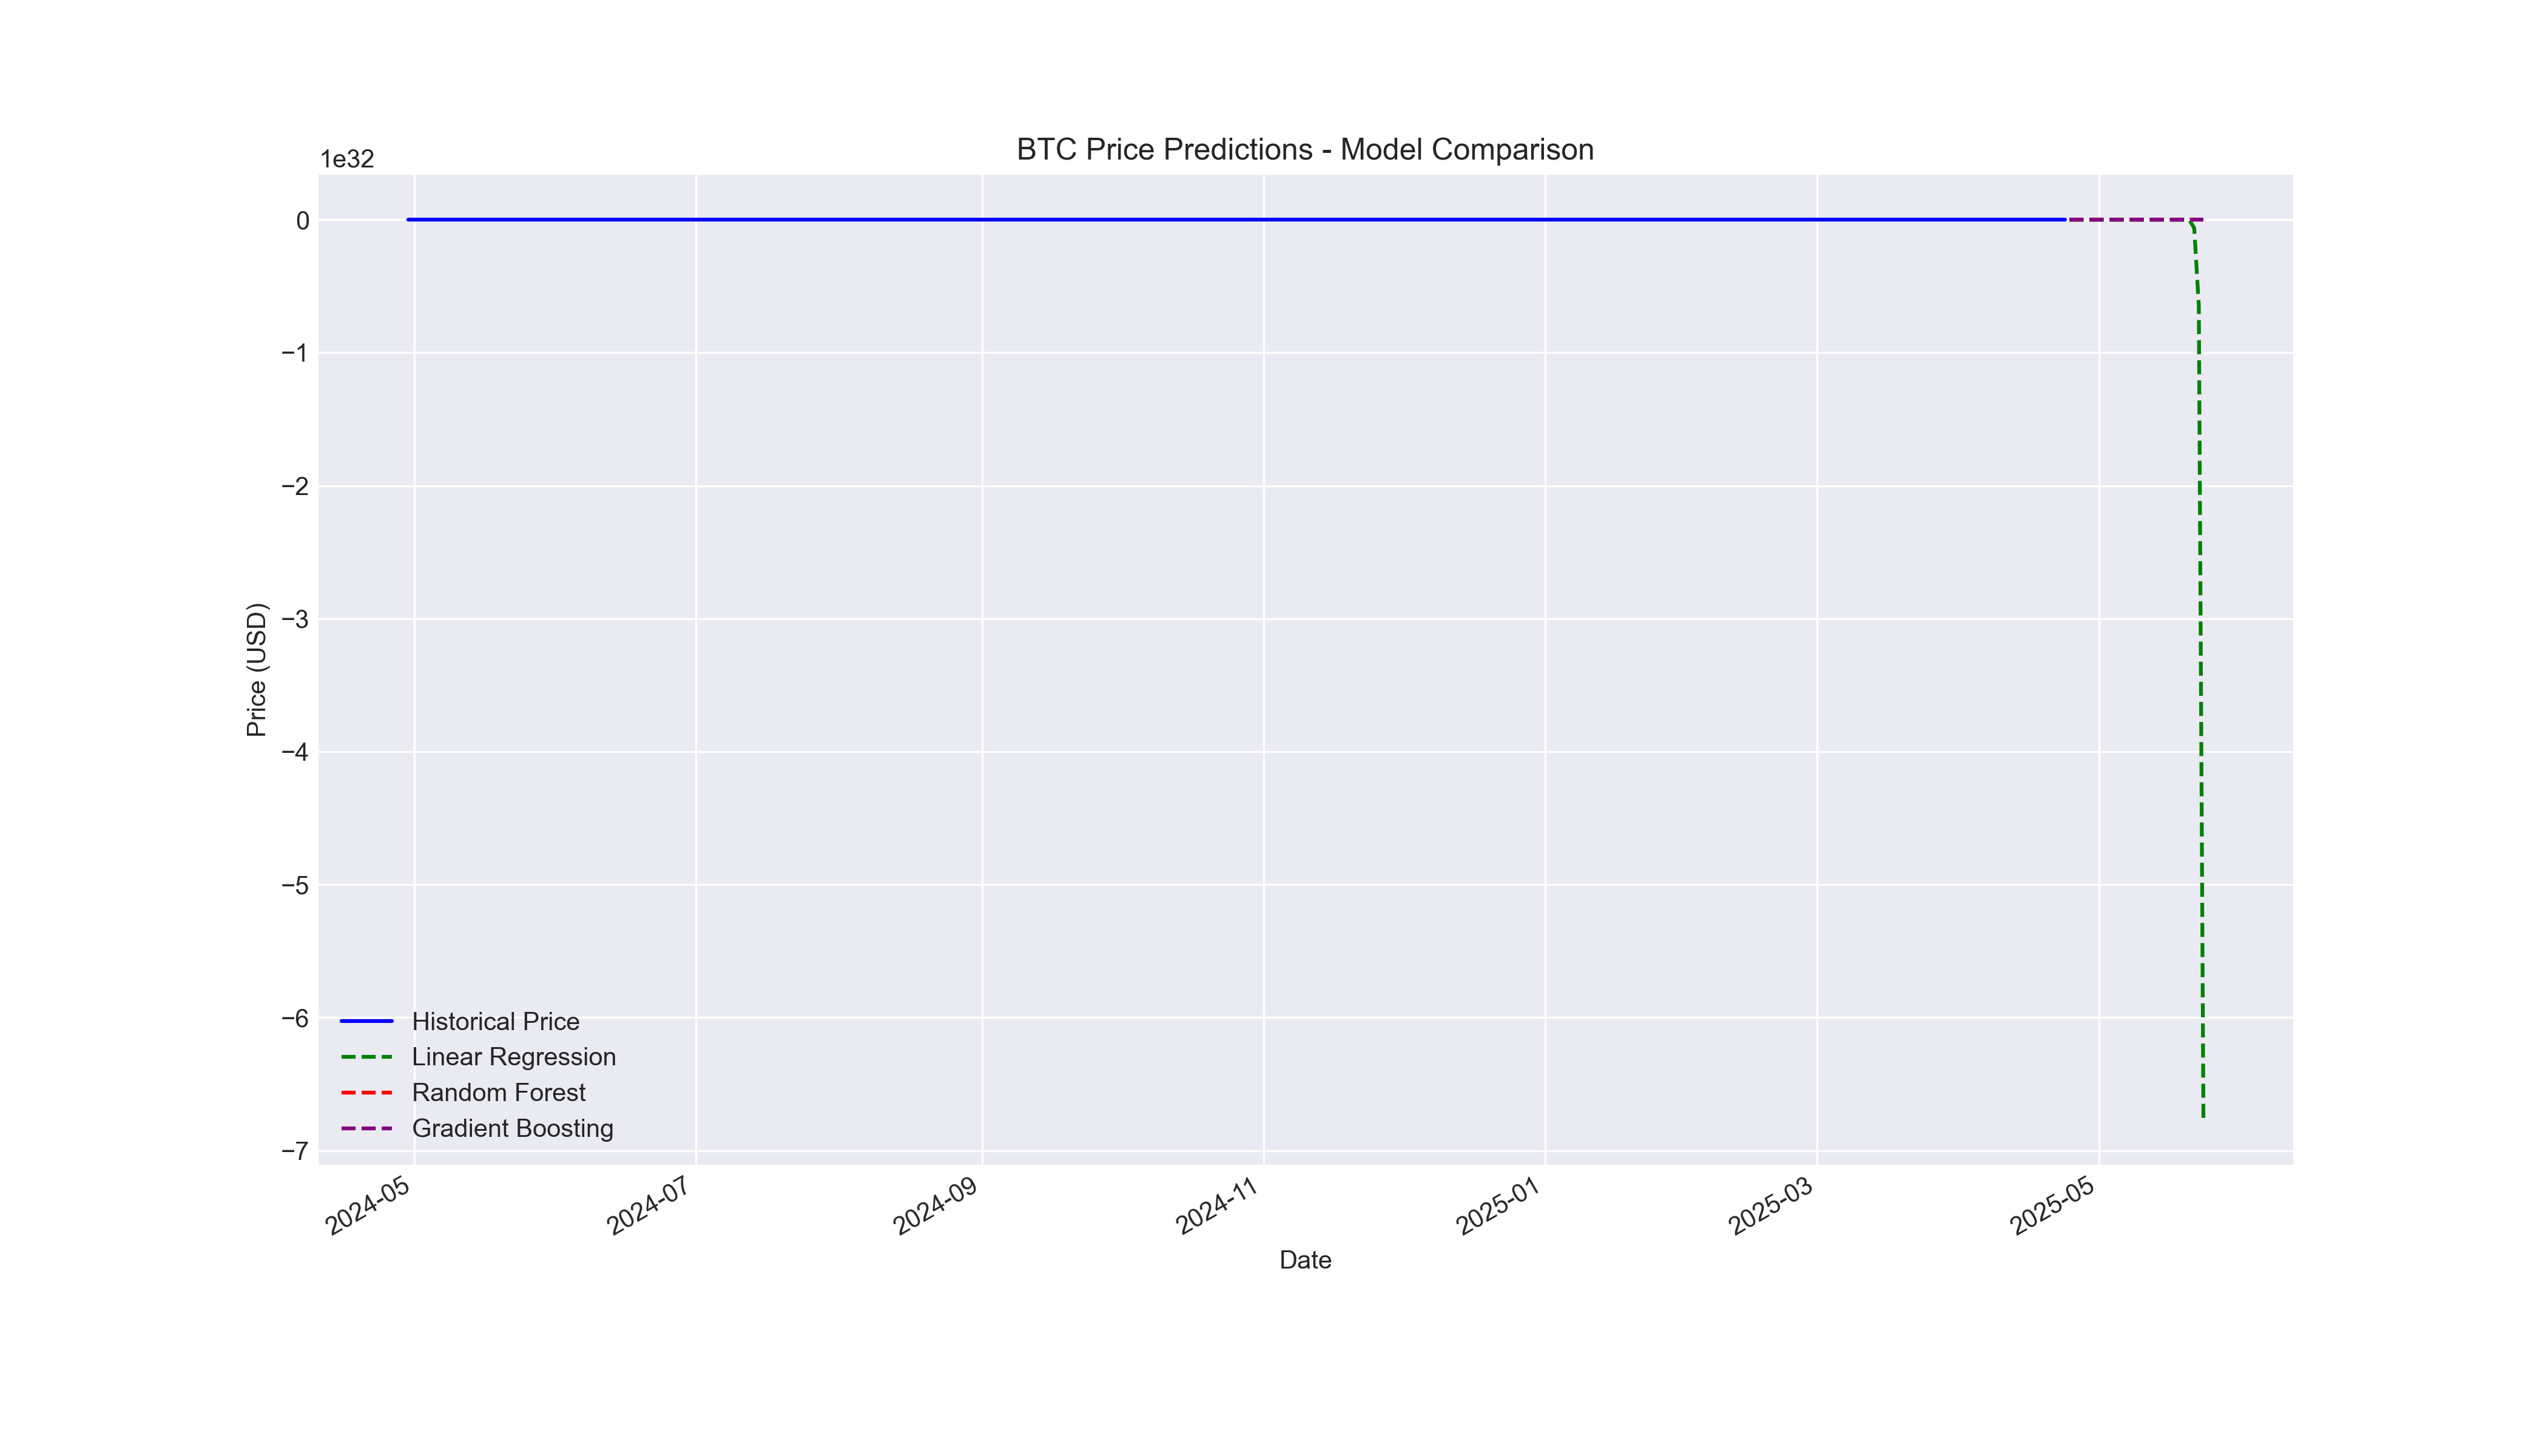 BTC Price Predictions - Model Comparison
1e32
0
−1
−2
−3
−4
−5
−6
−7
Price (USD)
Historical Price
Linear Regression
Random Forest
Gradient Boosting
2024-05
2024-07
2024-09
2024-11
2025-01
2025-03
2025-05
Date